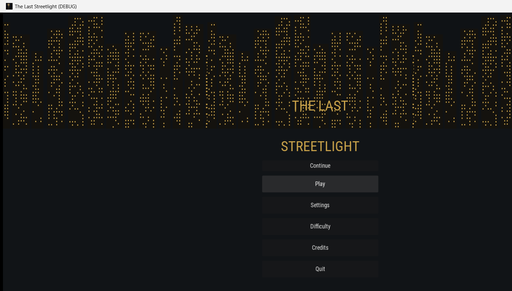 The Last Streetlight (DEBUG)
THE LAST
STREETLIGHT
Continue
Play
Settings
Difficulty
Credits
Quit